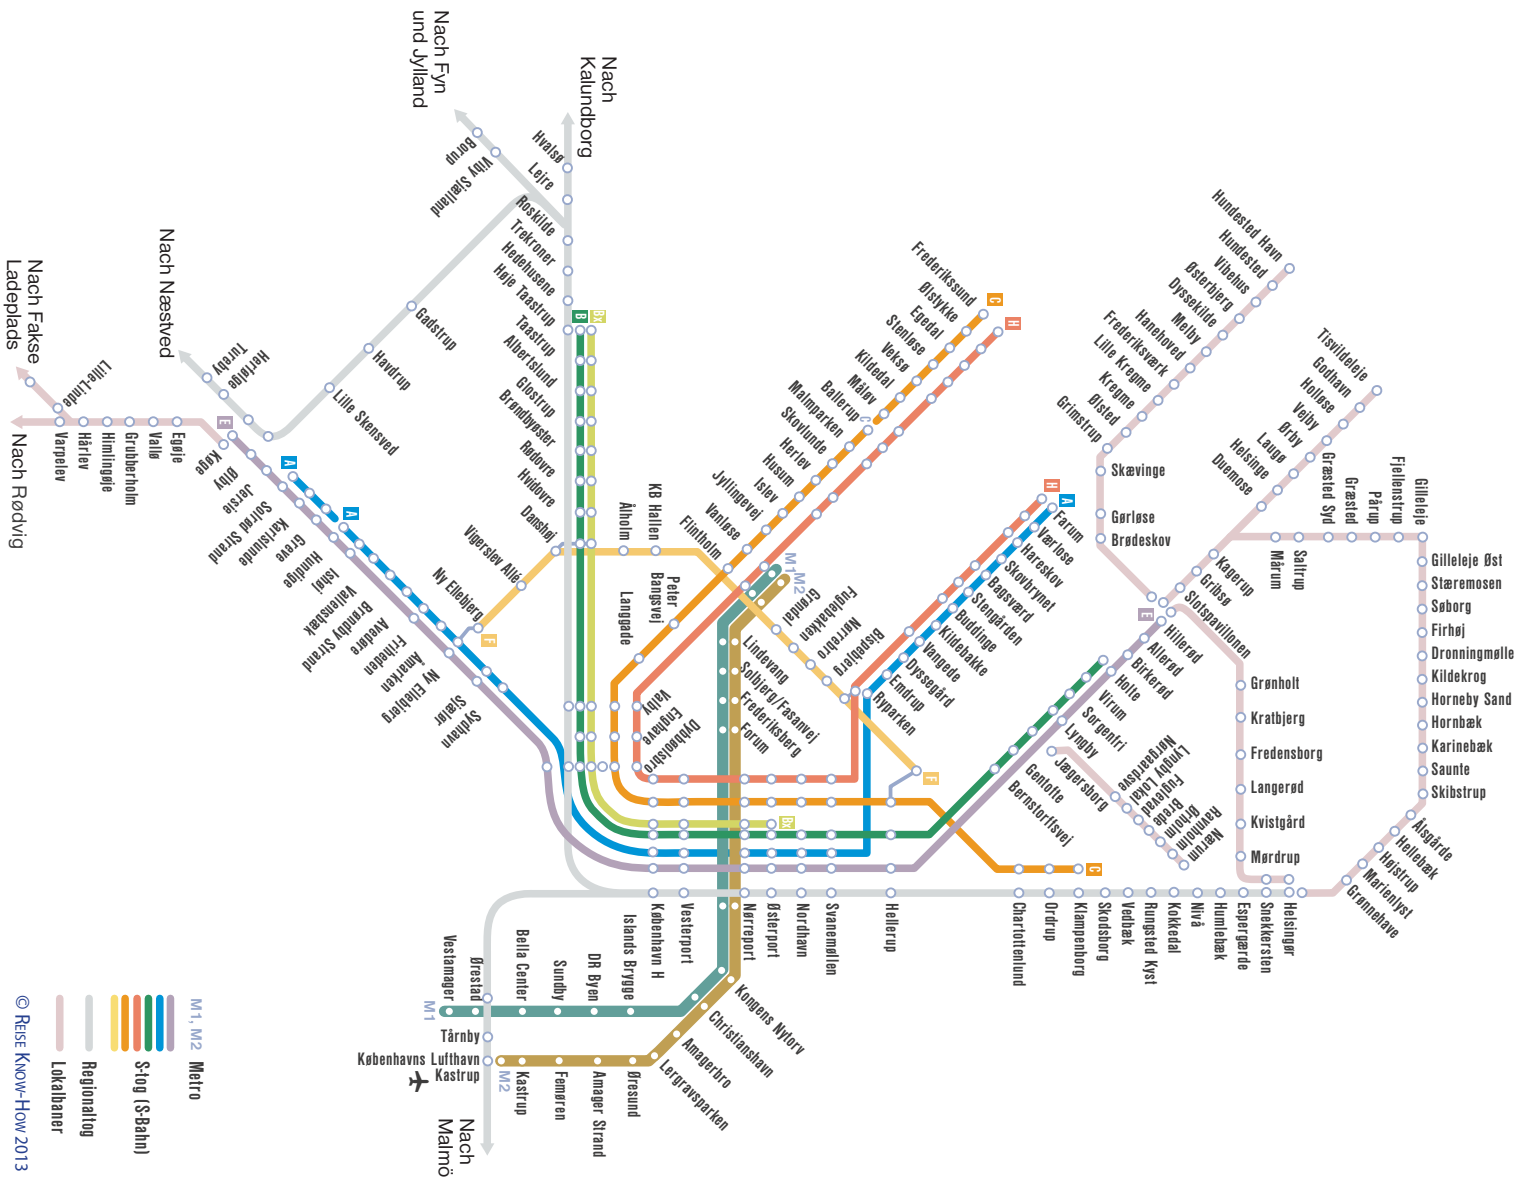 Nach Fyn
und Jylland
Nach
Kalundborg
Nach Næstved
Nach Fakse
Ladeplads
Nach Rødvig
Nach
Malmö
Borup
Viby Sjælland
Hvalsø
Lejre
Roskilde
Trekroner
Hedehusene
Høje Taastrup
Taastrup
Albertslund
Glostrup
Brøndbyøster
Rødovre
Hvidovre
Danshøj
Vigerslev Allé
Ny Ellebjerg
Ålholm
KB Hallen
Gadstrup
Havdrup
Lille Skensved
Herfølge
Tureby
Lille-Linde
Varpelev
Hårlev
Himlingøje
Grubberholm
Vallø
Egøje
Køge
Ølby
Jersie
Solrød Strand
Karlslunde
Greve
Hundige
Ishøj
Vallensbæk
Brøndby Strand
Avedøre
Friheden
Åmarken
Ny Ellebjerg
Sjælør
Sydhavn
E
A
A
B
Bx
F
C
H
Frederikssund
Ølstykke
Egedal
Stenløse
Veksø
Kildedal
Måløv
C
Ballerup
Malmparken
Skovlunde
Herlev
Husum
Islev
Jyllingevej
Vanløse
Flintholm
Peter
Bangsvej
Langgade
Valby
Enghave
Dybbølsbro
M1
M2
Lindevang
Solbjerg/Fasanvej
Frederiksberg
Forum
Grøndal
Fuglebakken
Nørrebro
Bispebjerg
Ryparken
Emdrup
Dyssegård
Vangede
Kildebakke
Buddinge
Stengården
Bagsværd
Skovbrynet
Hareskov
Værløse
Farum
H
A
F
Bx
C
Hundested Havn
Hundested
Vibehus
Østerbjerg
Dyssekilde
Melby
Hanehoved
Frederiksværk
Lille Kregme
Kregme
Ølsted
Grimstrup
Skævinge
Gørløse
Brødeskov
Tisvildeleje
Godhavn
Holløse
Vejby
Ørby
Laugø
Helsinge
Duemose
Kagerup
Gribsø
Slotspavillonen
Græsted Syd
Græsted
Pårup
Fjellenstrup
Gilleleje
Mårum
Saltrup
Gilleleje Øst
Stæremosen
Søborg
Firhøj
Dronningmølle
Kildekrog
Horneby Sand
Hornbæk
Karinebæk
Saunte
Skibstrup
Ålsgårde
Hellebæk
Højstrup
Marienlyst
Grønnehave
E
Hillerød
Allerød
Birkerød
Holte
Virum
Sorgenfri
Lyngby
Jægersborg
Gentofte
Bernstorffsvej
Nørgaardsvej
Lyngby Lokal
Fuglevad
Brede
Ørholm
Ravnholm
Nærum
Grønholt
Kratbjerg
Fredensborg
Langerød
Kvistgård
Mørdrup
København H
Vesterport
Nørreport
Østerport
Nordhavn
Svanemøllen
Hellerup
Chartottenlund
Ordrup
Klampenborg
Skodsborg
Vedbæk
Rungsted Kyst
Kokkedal
Nivå
Humlebæk
Espergærde
Snekkersten
Helsingør
Vestamager
Ørestad
Bella Center
Sundby
DR Byen
Islands Brygge
M1
Tårnby
Københavns Lufthavn
Kastrup
M2
Kastrup
Femøren
Amager Strand
Øresund
Kongens Nytorv
Christianshavn
Amagerbro
Lergravsparken
M1, M2 Metro
S-tog (S-Bahn)
Regionaltog
Lokalbaner
© REISE KNOW-HOW 2013